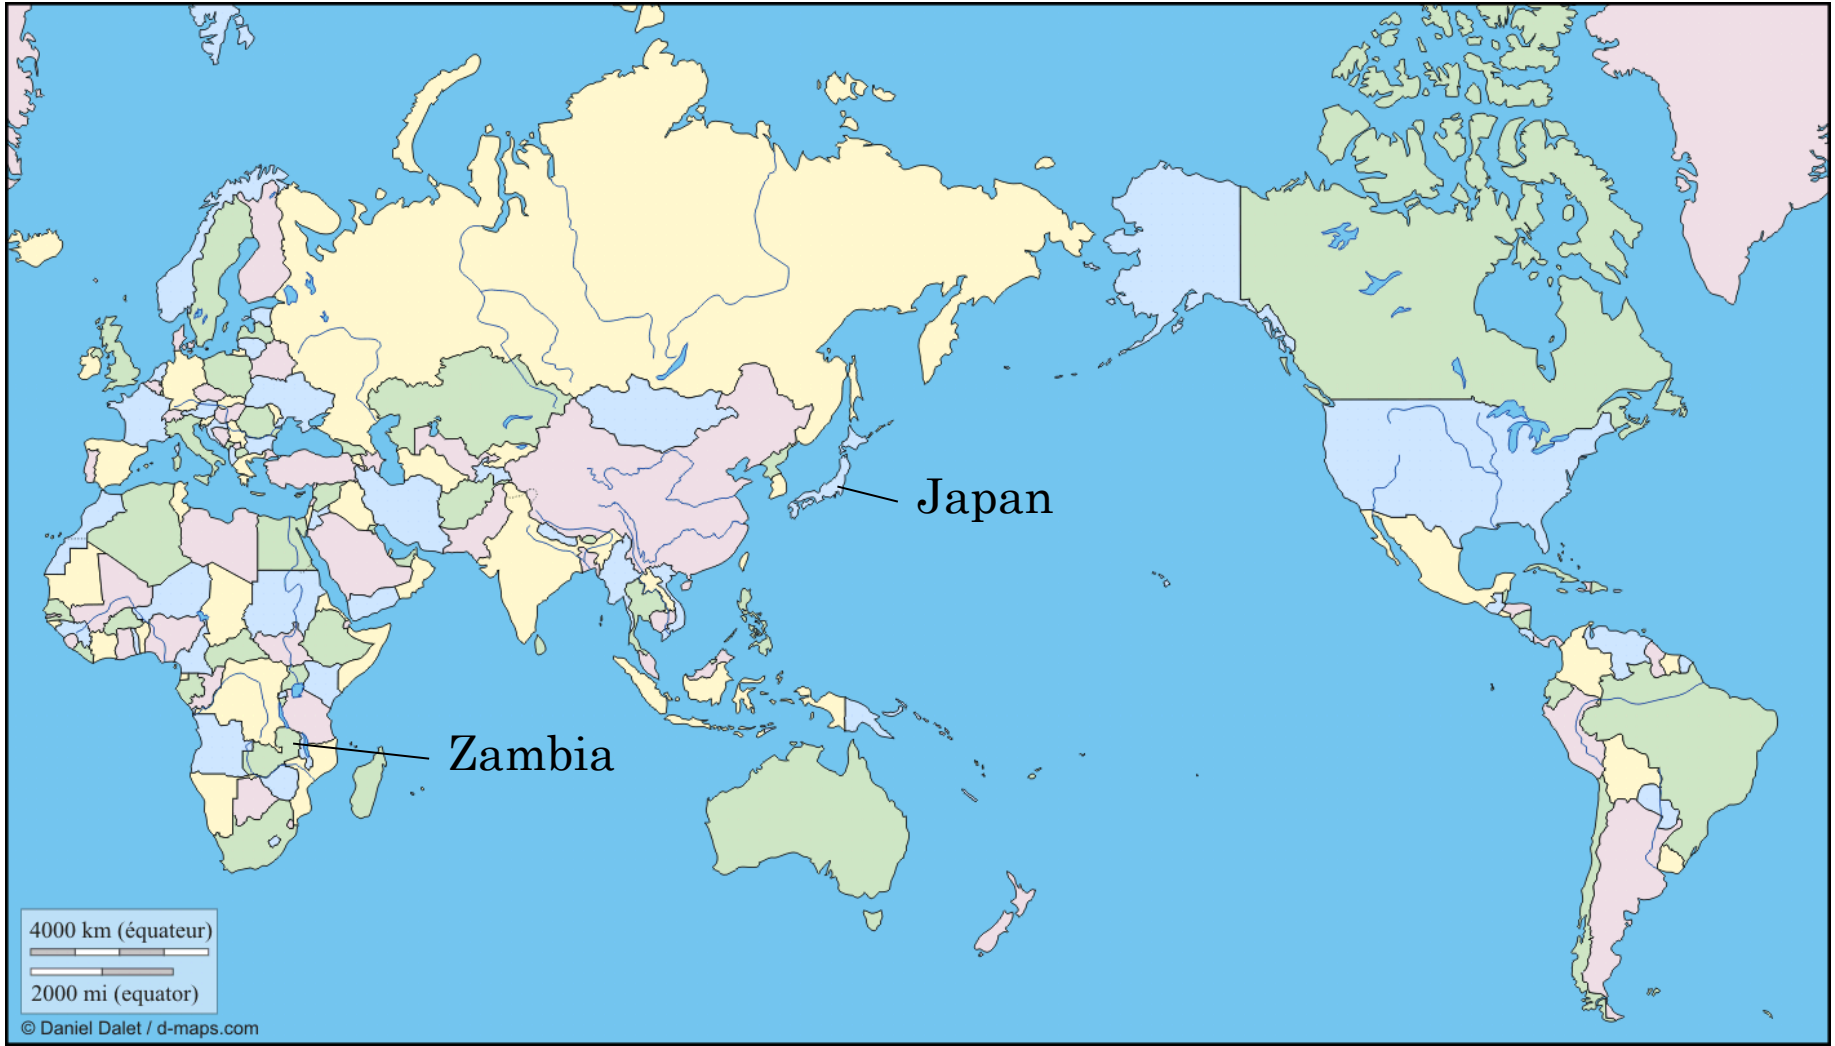 Japan
Zambia
4000 km (équateur)
2000 mi (equator)
© Daniel Dalet / d-maps.com